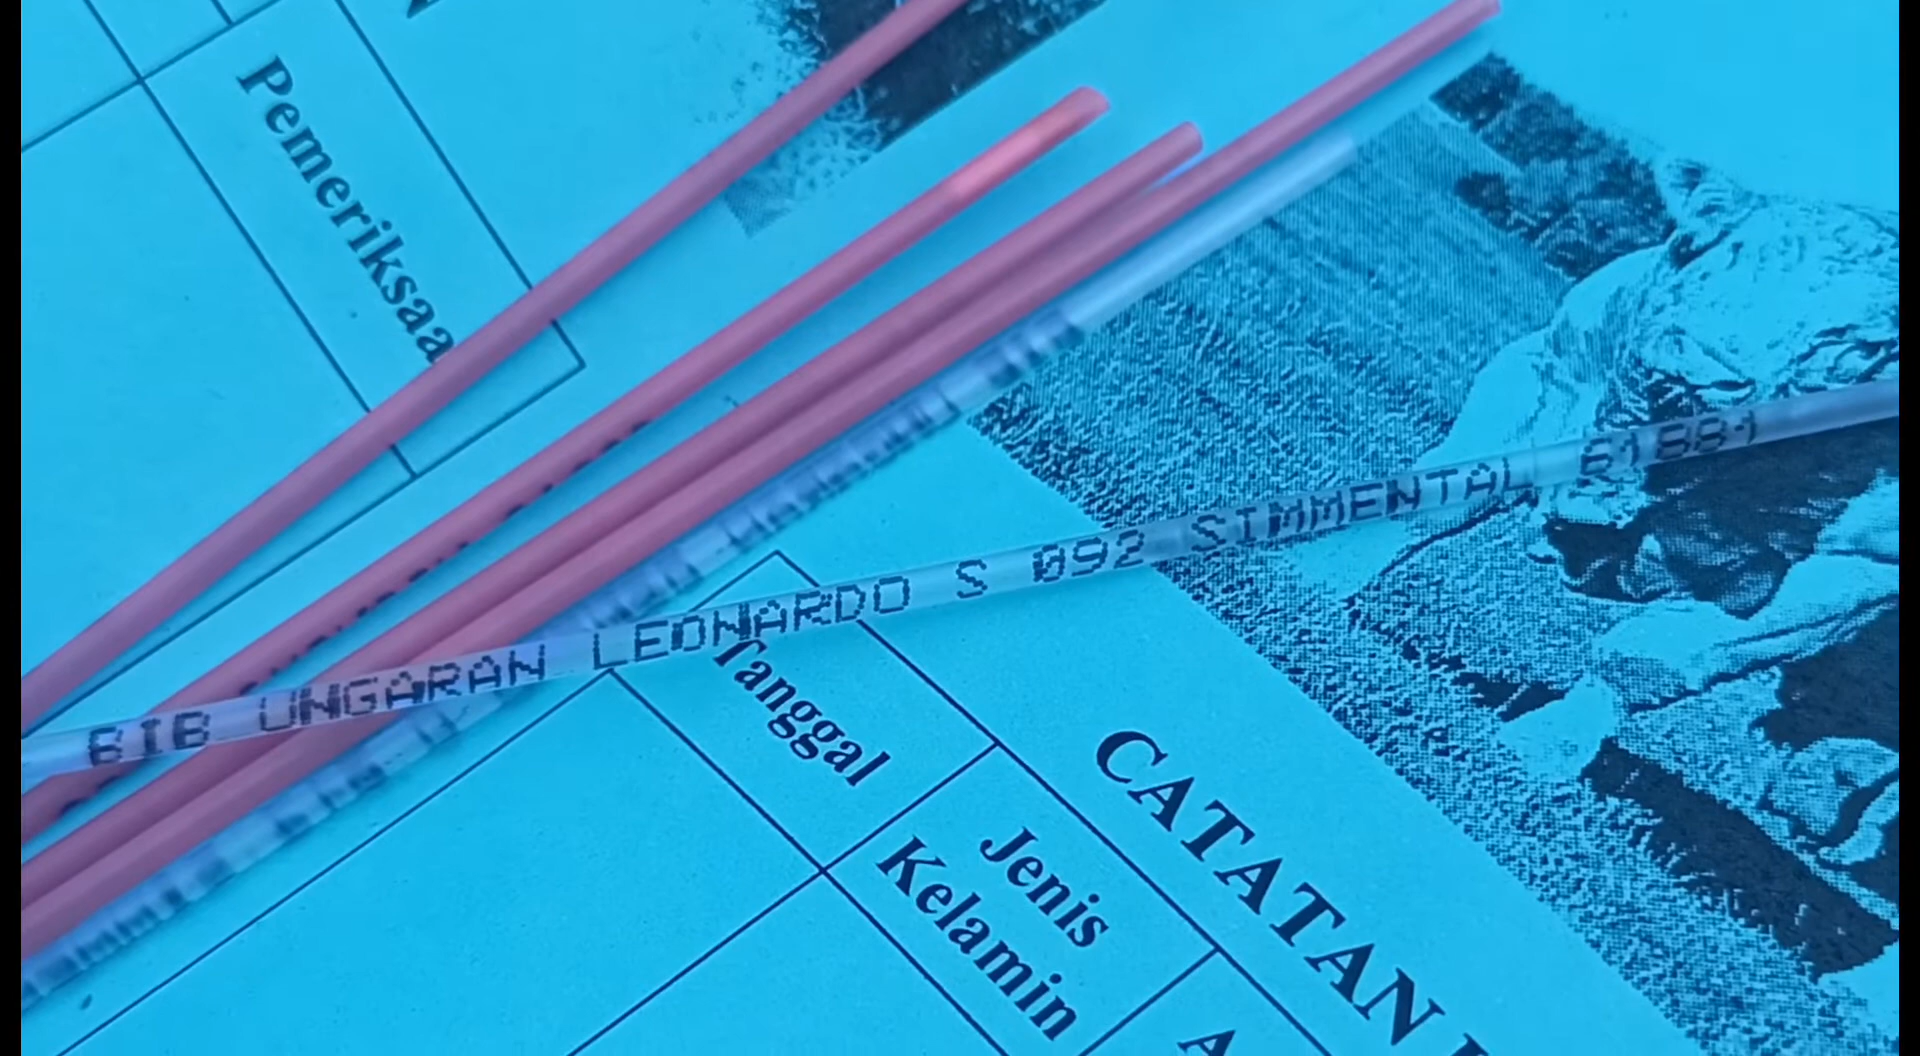 Pemeriksaa
BIB UNGARAN LEONARDO S 092 SIMMENTAL 61881
Tanggal
Jenis
Kelamin
CATATAN